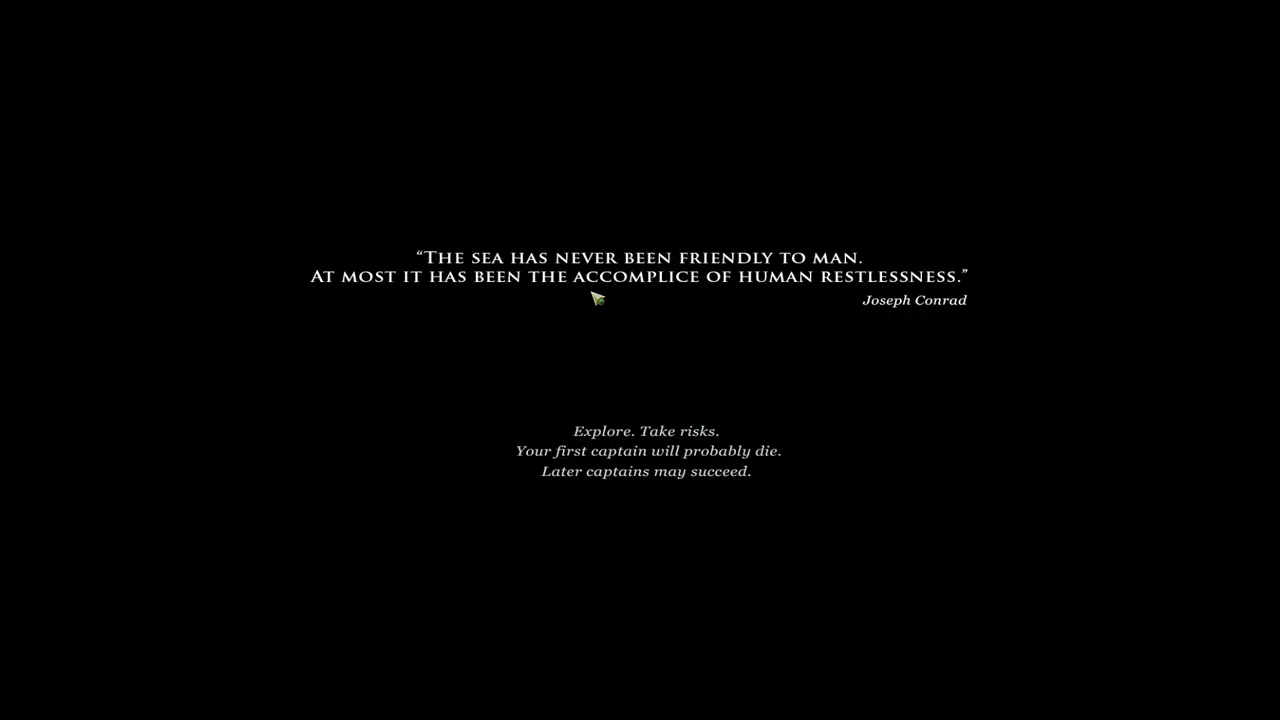 “The sea has never been friendly to man.
At most it has been the accomplice of human restlessness.”
Joseph Conrad
Explore. Take risks.
Your first captain will probably die.
Later captains may succeed.